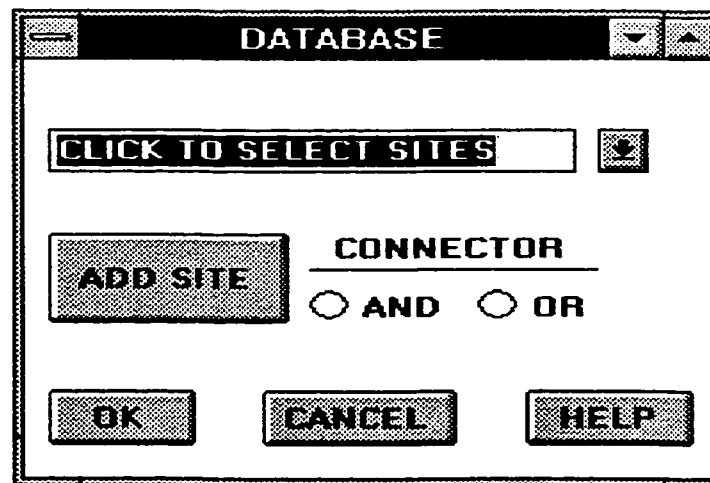 DATABASE
CLICK TO SELECT SITES
CONNECTOR
ADD SITE
AND OR
OK CANCEL HELP